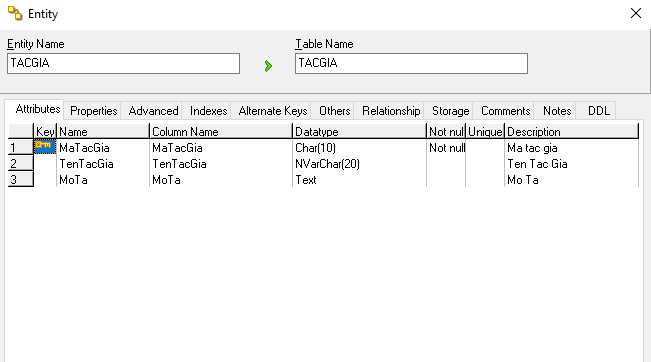 Entity
Entity Name Table Name
TACGIA TACGIA
Attributes Properties Advanced Indexes Alternate Keys Others Relationship Storage Comments Notes DDL
Key Name Column Name Datatype Not nul Unique Description
1 MaTacGia MaTacGia Char(10) Not null Ma tac gia
2 TenTacGia TenTacGia NVarChar(20) Ten Tac Gia
3 MoTa MoTa Text Mo Ta